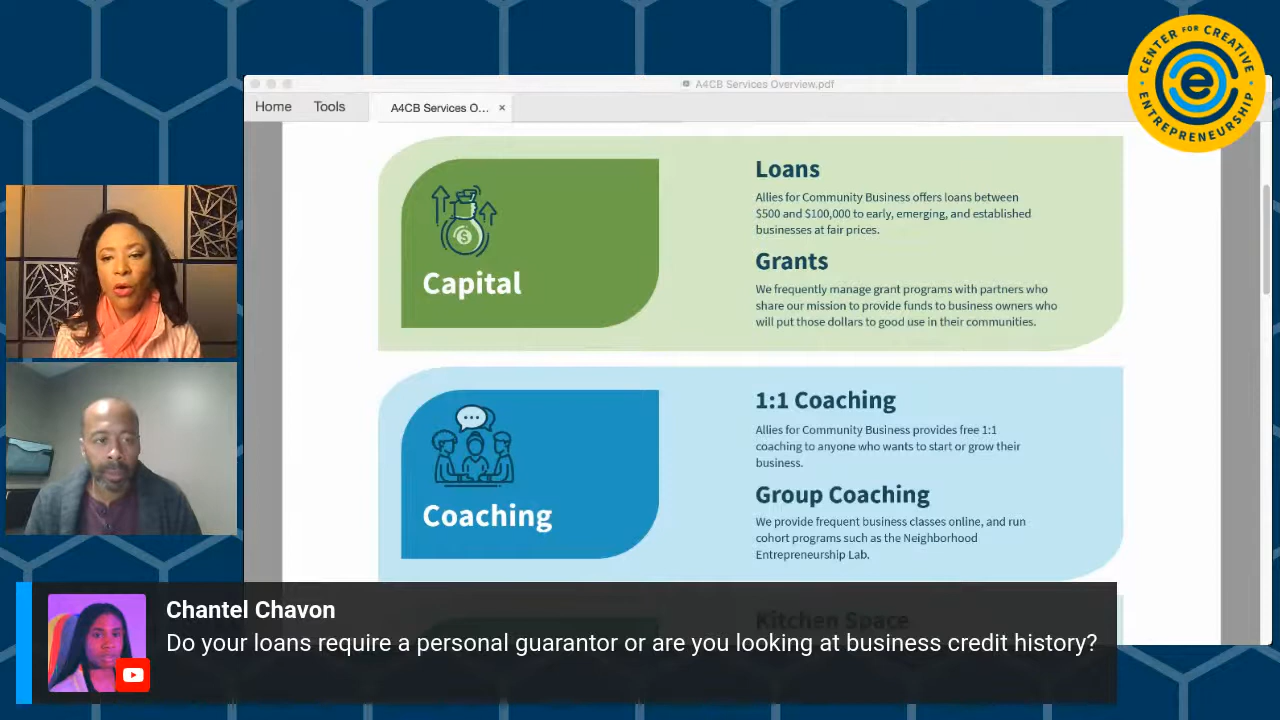 CENTER FOR CREATIVE
ENTREPRENEURSHIP
e
A4CB Services Overview.pdf
Home
Tools
A4CB Services O... ×
Capital
Loans
Allies for Community Business offers loans between
$500 and $100,000 to early, emerging, and established
businesses at fair prices.
Grants
We frequently manage grant programs with partners who
share our mission to provide funds to business owners who
will put those dollars to good use in their communities.
Coaching
1:1 Coaching
Allies for Community Business provides free 1:1
coaching to anyone who wants to start or grow their
business.
Group Coaching
We provide frequent business classes online, and run
cohort programs such as the Neighborhood
Entrepreneurship Lab.
Kitchen Space
Chantel Chavon
Do your loans require a personal guarantor or are you looking at business credit history?